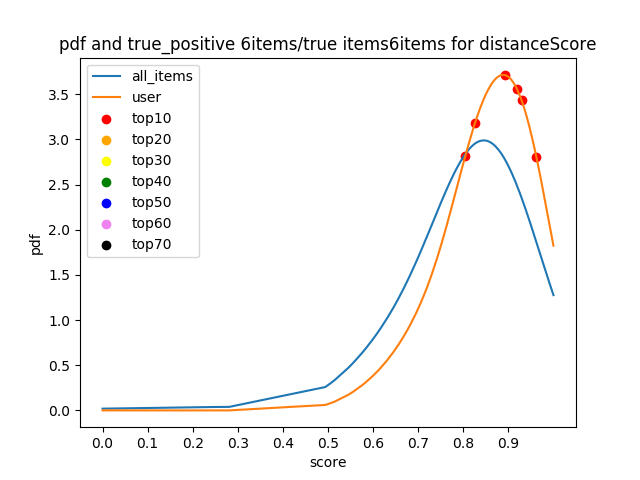 pdf and true_positive 6items/true items6items for distanceScore
all_items
user
top10
top20
top30
top40
top50
top60
top70
pdf
3.5
3.0
2.5
2.0
1.5
1.0
0.5
0.0
0.0 0.1 0.2 0.3 0.4 0.5 0.6 0.7 0.8 0.9
score